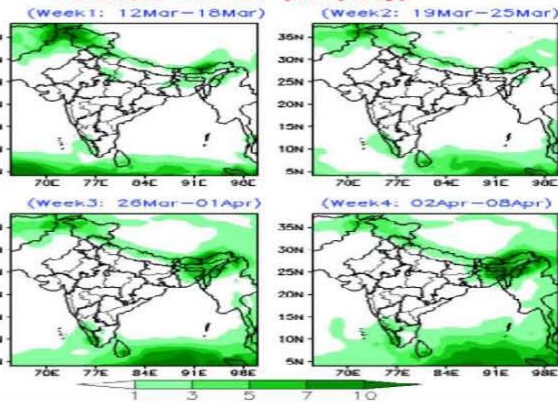 (Week1: 12Mar–18Mar) (Week2: 19Mar–25Mar)
35N
30N
25N
20N
15N
10N
5N
70E 77E 84E 91E 98E 70E 77E 84E 91E 98E
(Week3: 26Mar–01Apr) (Week4: 02Apr–08Apr)
35N
30N
25N
20N
15N
10N
5N
70E 77E 84E 91E 98E 70E 77E 84E 91E 98E
1 3 5 7 10